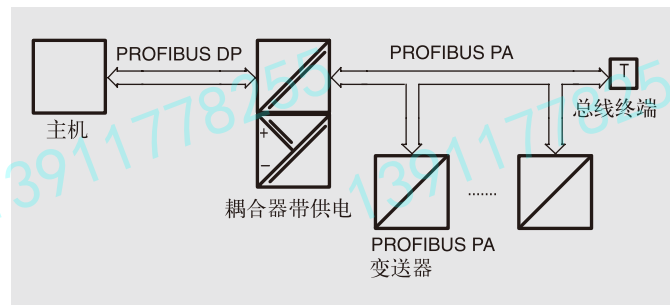 PROFIBUS DP
PROFIBUS PA
T
主机
总线终端
+
−
耦合器带供电
.......
PROFIBUS PA
变送器
13911778255
13911778255